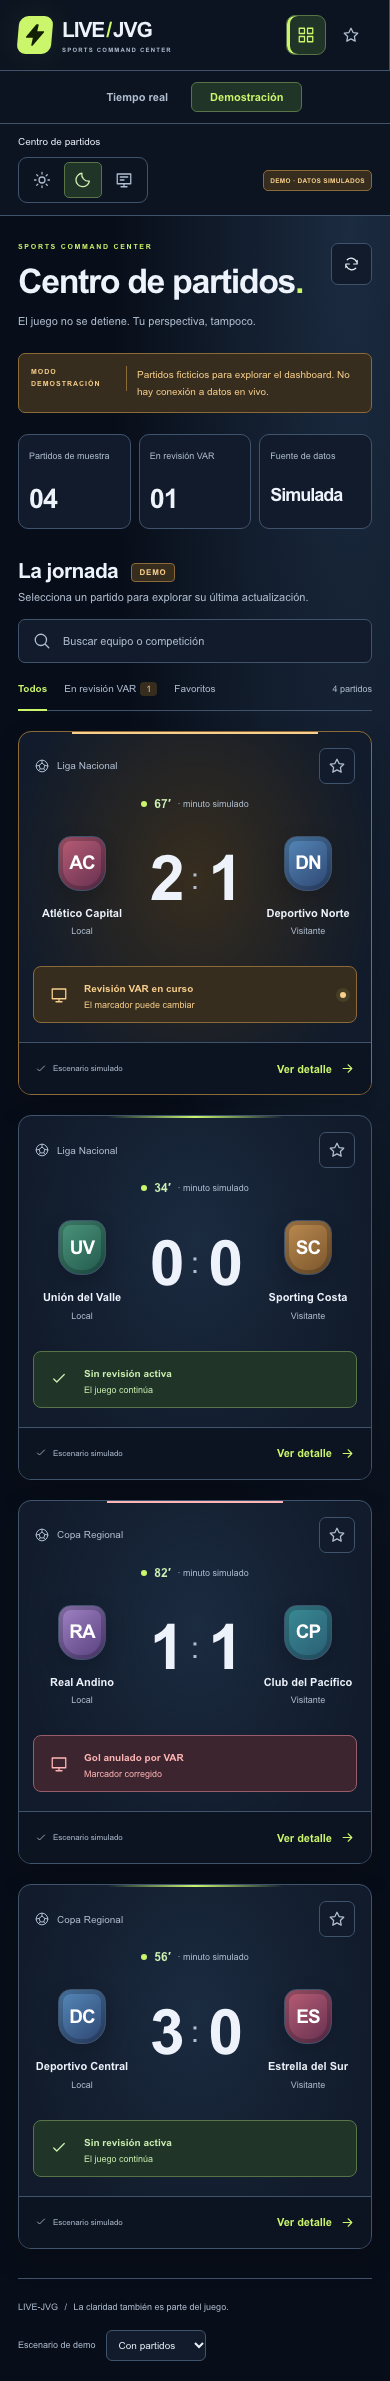 LIVE/JVG
SPORTS COMMAND CENTER
Tiempo real
Demostración
Centro de partidos
DEMO · DATOS SIMULADOS
SPORTS COMMAND CENTER
Centro de partidos.
El juego no se detiene. Tu perspectiva, tampoco.
MODO
DEMOSTRACIÓN
Partidos ficticios para explorar el dashboard. No
hay conexión a datos en vivo.
Partidos de muestra
04
En revisión VAR
01
Fuente de datos
Simulada
La jornada DEMO
Selecciona un partido para explorar su última actualización.
Buscar equipo o competición
Todos En revisión VAR 1 Favoritos 4 partidos
Liga Nacional
67′ · minuto simulado
AC
Atlético Capital
Local
2 : 1
DN
Deportivo Norte
Visitante
Revisión VAR en curso
El marcador puede cambiar
Escenario simulado
Ver detalle
Liga Nacional
34′ · minuto simulado
UV
Unión del Valle
Local
0 : 0
SC
Sporting Costa
Visitante
Sin revisión activa
El juego continúa
Escenario simulado
Ver detalle
Copa Regional
82′ · minuto simulado
RA
Real Andino
Local
1 : 1
CP
Club del Pacífico
Visitante
Gol anulado por VAR
Marcador corregido
Escenario simulado
Ver detalle
Copa Regional
56′ · minuto simulado
DC
Deportivo Central
Local
3 : 0
ES
Estrella del Sur
Visitante
Sin revisión activa
El juego continúa
Escenario simulado
Ver detalle
LIVE-JVG / La claridad también es parte del juego.
Escenario de demo Con partidos